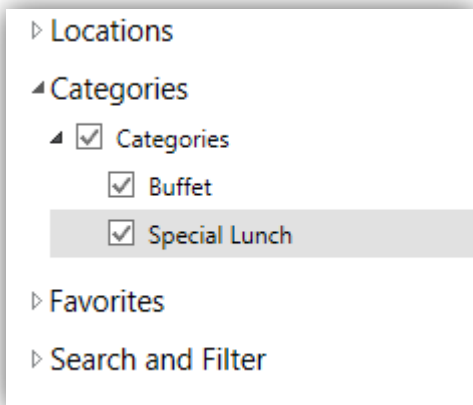 Locations
Categories
Categories
Buffet
Special Lunch
Favorites
Search and Filter